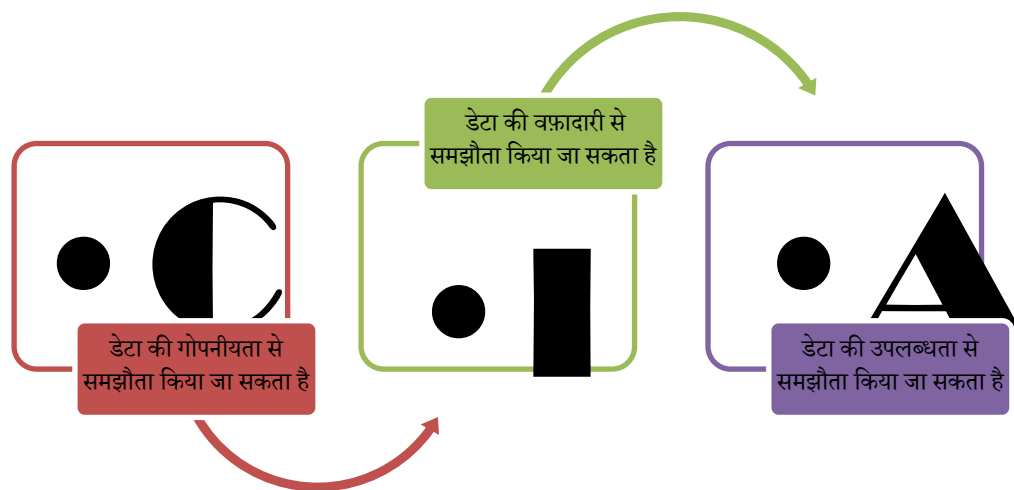 • C
डेटा की गोपनीयता से
समझौता किया जा सकता है
डेटा की वफ़ादारी से
समझौता किया जा सकता है
• I
• A
डेटा की उपलब्धता से
समझौता किया जा सकता है